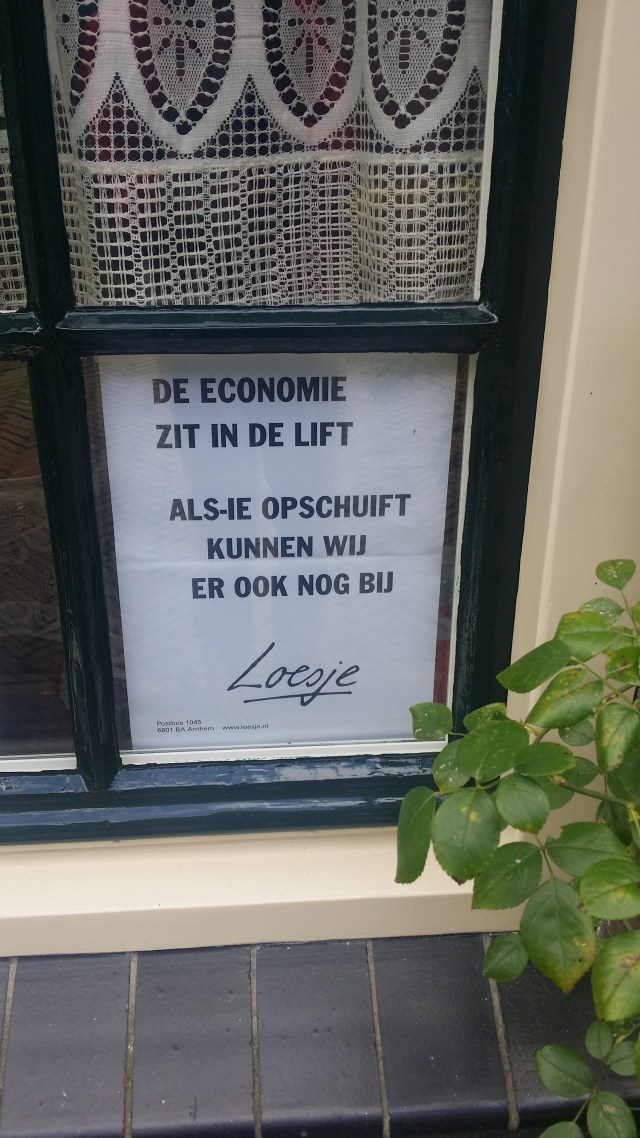 DE ECONOMIE
ZIT IN DE LIFT
ALS-IE OPSCHUIFT
KUNNEN WIJ
ER OOK NOG BIJ
Loesje
Postbus 1045
6801 BA Arnhem www.loesje.nl